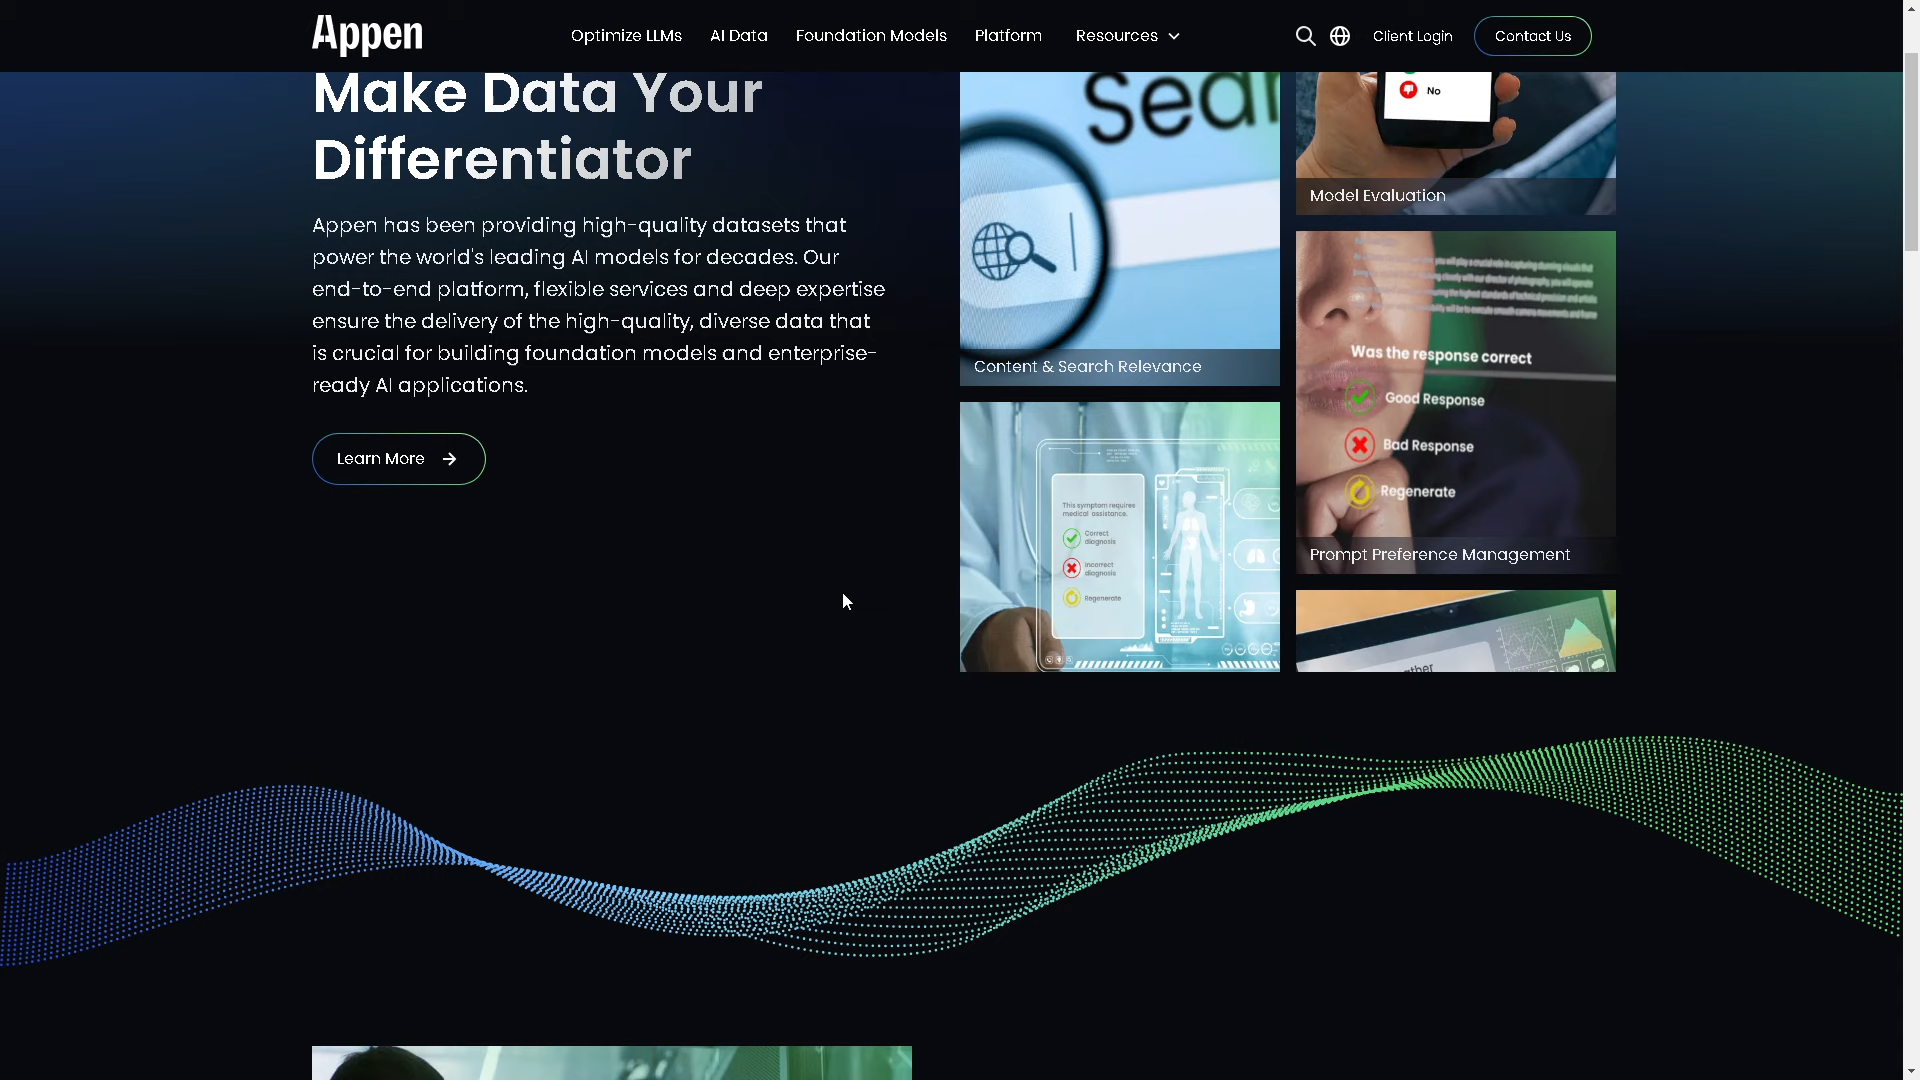 Appen
Optimize LLMs
AI Data
Foundation Models
Platform
Resources
Client Login
Contact Us
Make Data Your
Differentiator
Appen has been providing high-quality datasets that
power the world's leading AI models for decades. Our
end-to-end platform, flexible services and deep expertise
ensure the delivery of the high-quality, diverse data that
is crucial for building foundation models and enterprise-
ready AI applications.
Learn More
Content & Search Relevance
This symptom requires
medical assistance.
Correct
diagnosis
Incorrect
diagnosis
Regenerate
No
Model Evaluation
Was the response correct
Good Response
Bad Response
Regenerate
Prompt Preference Management